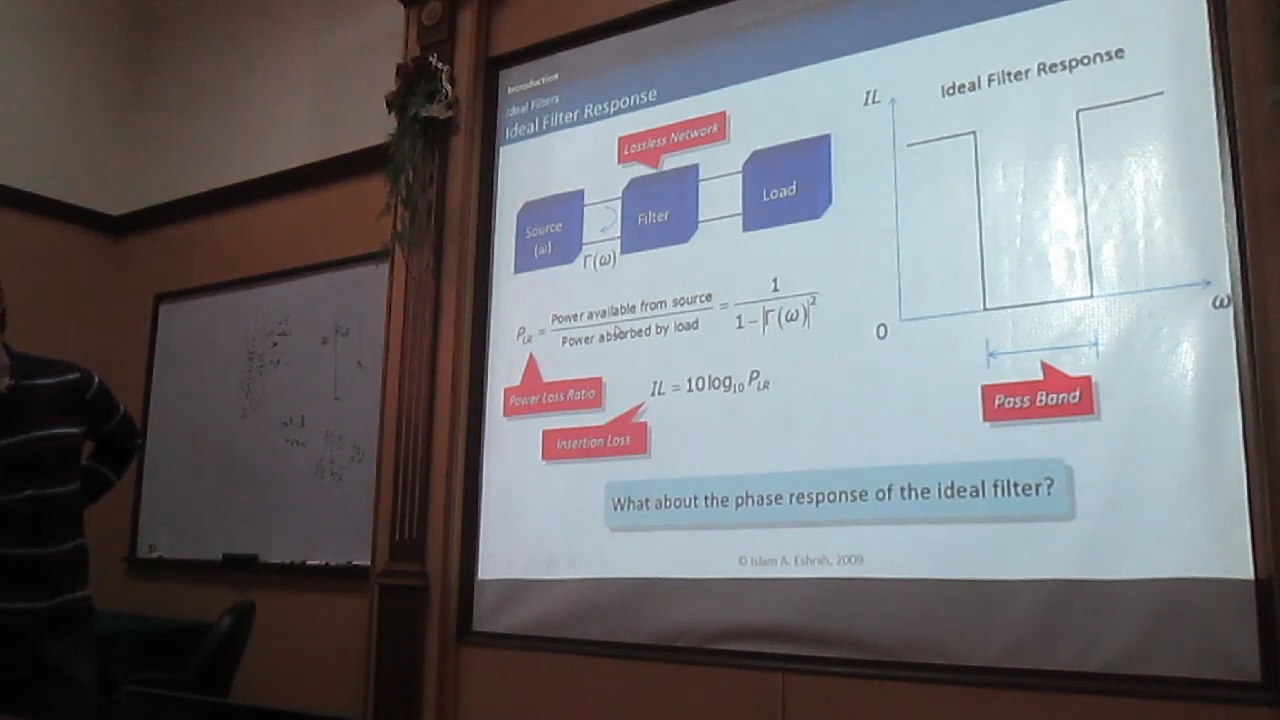 Introduction
Ideal Filters
Ideal Filter Response
Lossless Network
Source
(ω)
Filter
Load
Γ(ω)
P_LR = Power available from source / Power absorbed by load = 1 / 1-|Γ(ω)|²
Power Loss Ratio
IL = 10log₁₀ P_LR
Insertion Loss
Ideal Filter Response
IL
0
ω
Pass Band
What about the phase response of the ideal filter?
© Islam A. Eshrah, 2009